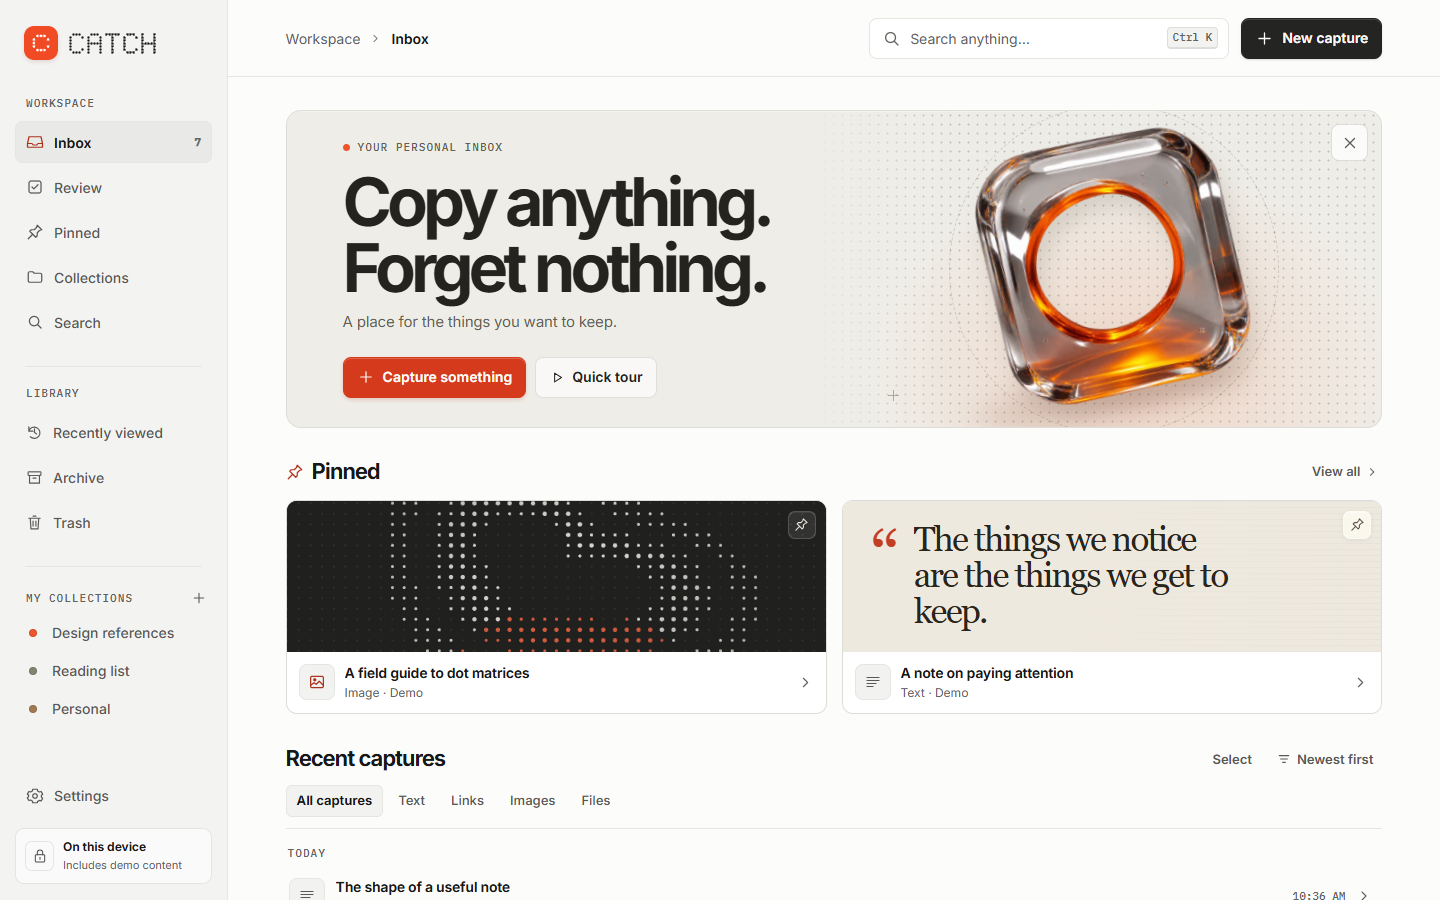 CATCH
WORKSPACE
Inbox 7
Review
Pinned
Collections
Search
LIBRARY
Recently viewed
Archive
Trash
MY COLLECTIONS
Design references
Reading list
Personal
Settings
On this device
Includes demo content
Workspace > Inbox
Search anything...
Ctrl K
New capture
YOUR PERSONAL INBOX
Copy anything.
Forget nothing.
A place for the things you want to keep.
Capture something
Quick tour
Pinned
View all
“ The things we notice
are the things we get to
keep.
A field guide to dot matrices
Image · Demo
A note on paying attention
Text · Demo
Recent captures
Select
Newest first
All captures
Text
Links
Images
Files
TODAY
The shape of a useful note
10:36 AM